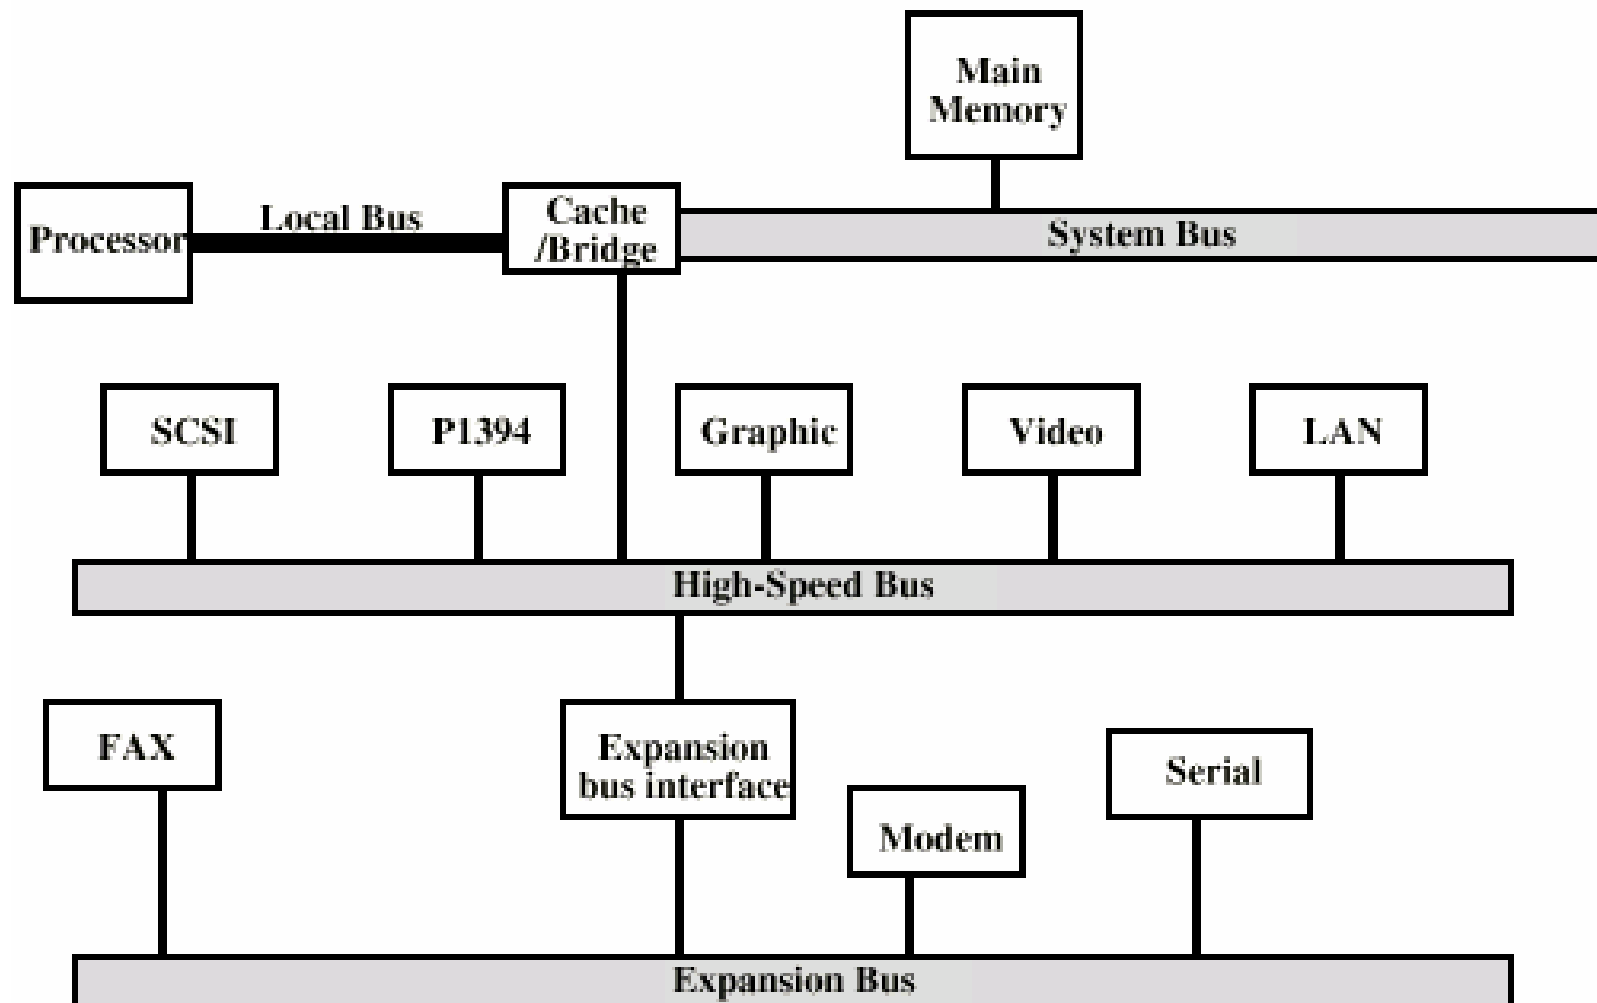 Main
Memory
Processor
Local Bus
Cache
/Bridge
System Bus
SCSI
P1394
Graphic
Video
LAN
High-Speed Bus
FAX
Expansion
bus interface
Modem
Serial
Expansion Bus